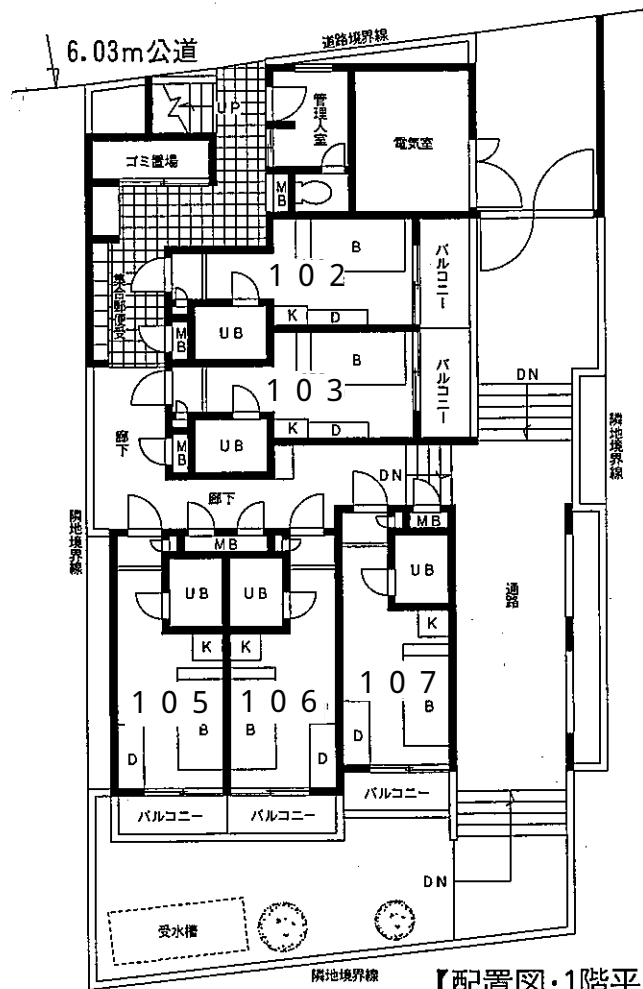 6.03m公道
道路境界線
UP
管理人室
電気室
ゴミ置場
MB
B
バルコニー
102
集合郵便受
K
D
MB
UB
B
バルコニー
103
DN
K
D
隣地境界線
廊下
MB
UB
DN
廊下
隣地境界線
MB
MB
UB
UB
UB
通路
K
K
K
105
106
107
B
B
B
D
D
D
バルコニー
バルコニー
バルコニー
DN
受水槽
隣地境界線
【配置図・1階平